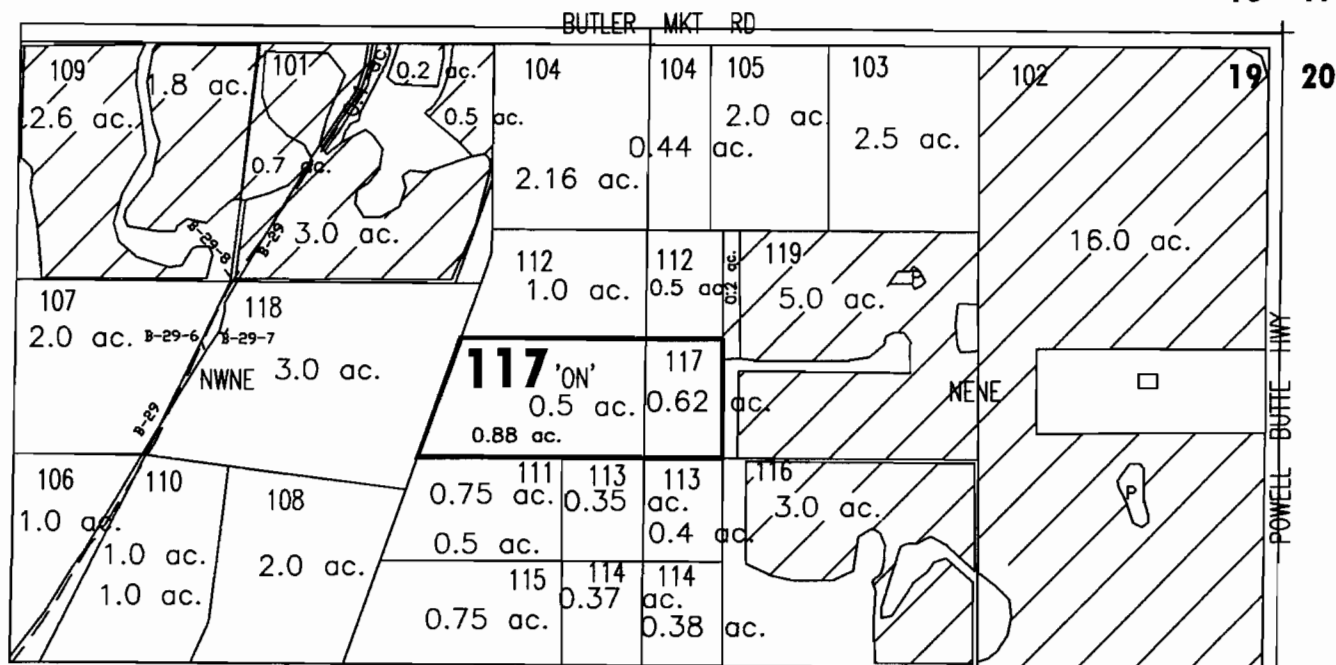 BUTLER MKT RD
19 20
109
2.6 ac.
1.8 ac.
101
0.7 ac.
0.2 ac.
0.5 ac.
3.0 ac.
B-29-8
B-29
104
2.16 ac.
104
0.44 ac.
105
2.0 ac.
103
2.5 ac.
102
16.0 ac.
112
1.0 ac.
112
0.5 ac.
0.2 ac.
119
5.0 ac.
P
107
2.0 ac.
B-29-6
B-29-7
118
3.0 ac.
NWNE
B-29
117 'ON'
0.5 ac.
0.88 ac.
117
0.62 ac.
NENE
POWELL BUTTE HWY
106
1.0 ac.
110
1.0 ac.
1.0 ac.
108
2.0 ac.
111
0.75 ac.
0.5 ac.
113
0.35 ac.
113
0.4 ac.
116
3.0 ac.
P
115
0.75 ac.
114
0.37 ac.
114
0.38 ac.